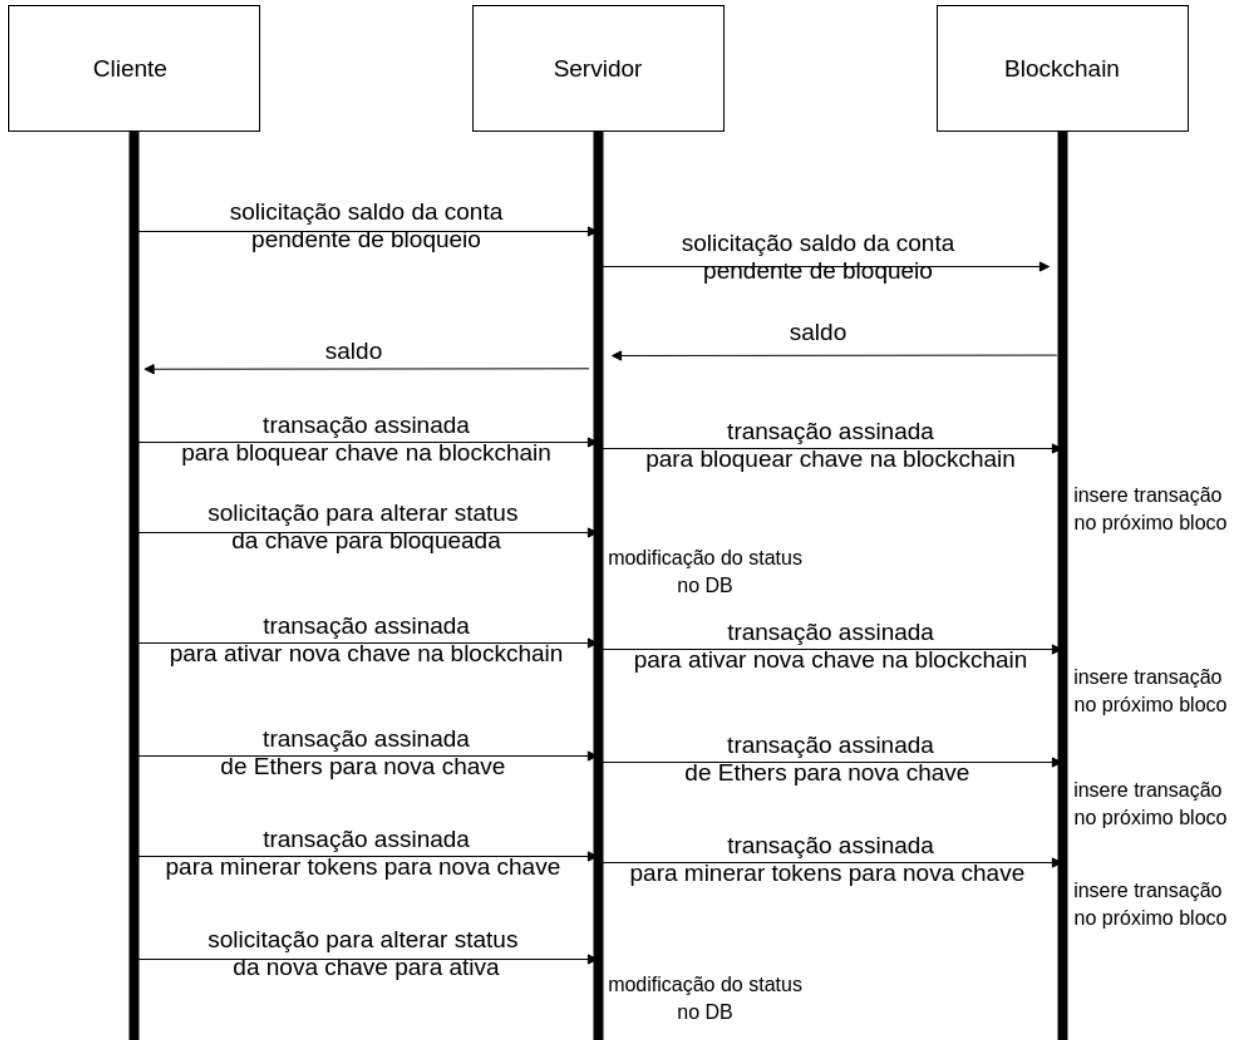 Cliente
Servidor
Blockchain
solicitação saldo da conta
pendente de bloqueio
solicitação saldo da conta
pendente de bloqueio
saldo
saldo
transação assinada
para bloquear chave na blockchain
transação assinada
para bloquear chave na blockchain
insere transação
no próximo bloco
solicitação para alterar status
da chave para bloqueada
modificação do status
no DB
transação assinada
para ativar nova chave na blockchain
transação assinada
para ativar nova chave na blockchain
insere transação
no próximo bloco
transação assinada
de Ethers para nova chave
transação assinada
de Ethers para nova chave
insere transação
no próximo bloco
transação assinada
para minerar tokens para nova chave
transação assinada
para minerar tokens para nova chave
insere transação
no próximo bloco
solicitação para alterar status
da nova chave para ativa
modificação do status
no DB